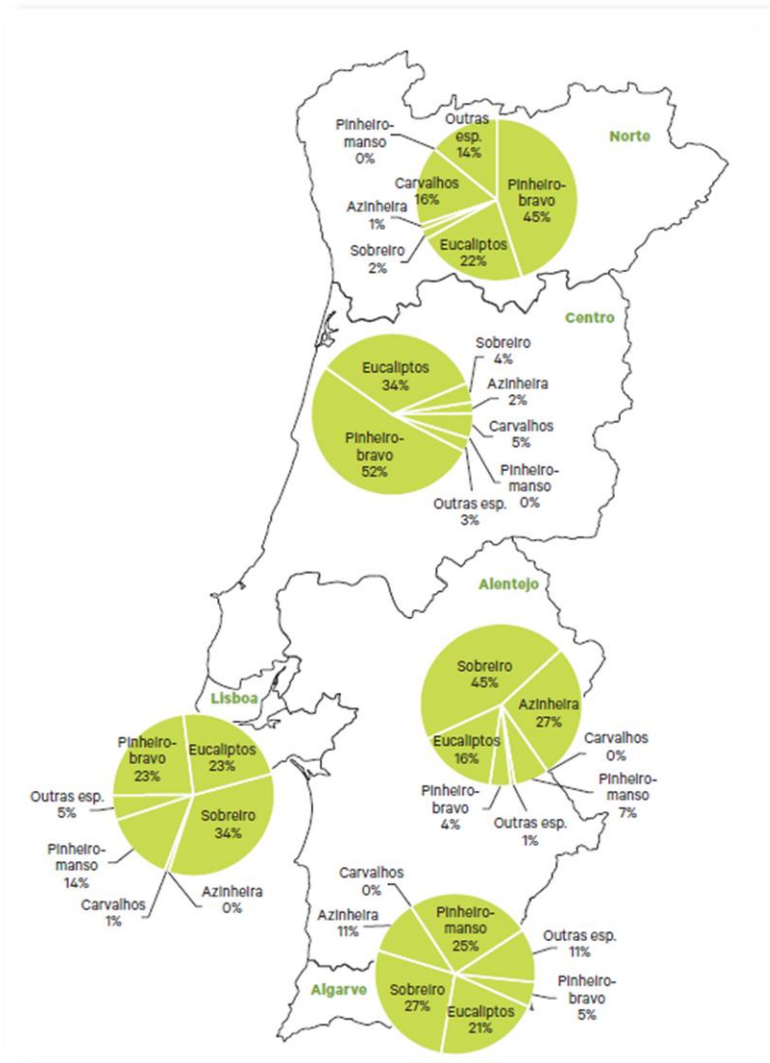 Norte
Outras
esp.
14%
Pinheiro-
manso
0%
Carvalhos
16%
Pinheiro-
bravo
45%
Azinheira
1%
Sobreiro
2%
Eucaliptos
22%
Centro
Eucaliptos
34%
Sobreiro
4%
Azinheira
2%
Carvalhos
5%
Pinheiro-
bravo
52%
Pinheiro-
manso
0%
Outras esp.
3%
Alentejo
Sobreiro
45%
Azinheira
27%
Eucaliptos
16%
Carvalhos
0%
Pinheiro-
manso
7%
Pinheiro-
bravo
4%
Outras esp.
1%
Lisboa
Pinheiro-
bravo
23%
Eucaliptos
23%
Outras esp.
5%
Sobreiro
34%
Pinheiro-
manso
14%
Carvalhos
1%
Azinheira
0%
Algarve
Carvalhos
0%
Azinheira
11%
Pinheiro-
manso
25%
Outras esp.
11%
Pinheiro-
bravo
5%
Sobreiro
27%
Eucaliptos
21%